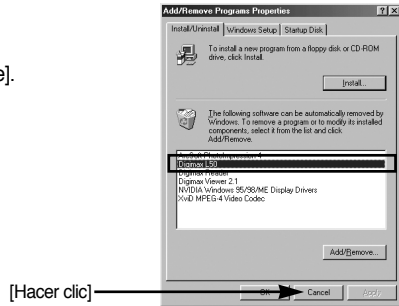 Add/Remove Programs Properties
Install/Uninstall Windows Setup Startup Disk
To install a new program from a floppy disk or CD-ROM
drive, click Install.
e].
Install...
The following software can be automatically removed by
Windows. To remove a program or to modify its installed
components, select it from the list and click
Add/Remove.
Digimax L50
Digimax Reader
Digimax Viewer 2.1
NVIDIA Windows 95/98/ME Display Drivers
XviD MPEG-4 Video Codec
Add/Remove...
[Hacer clic] OK Cancel Apply